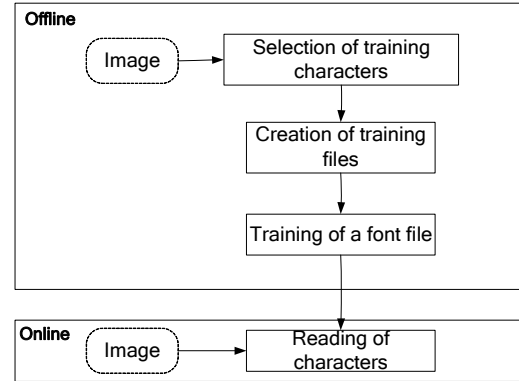 Offline
Image
Selection of training
characters
Creation of training
files
Training of a font file
Online
Image
Reading of
characters